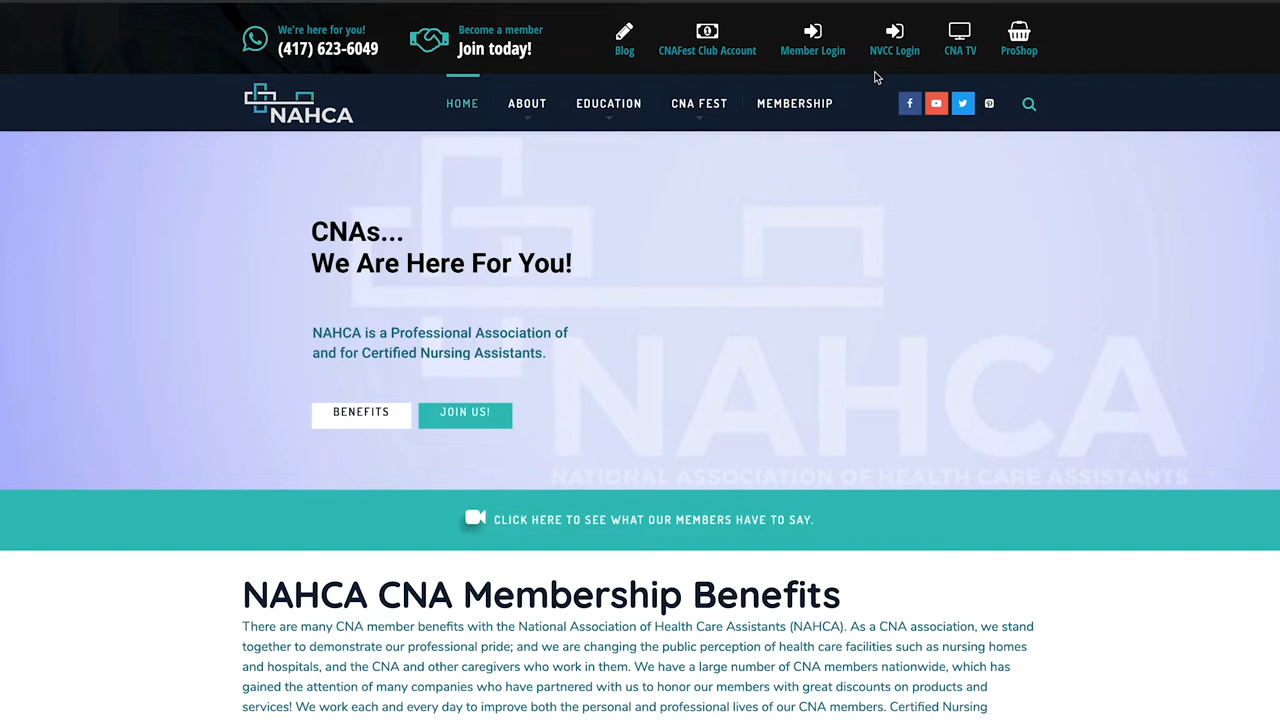 We're here for you!
(417) 623-6049
Become a member
Join today!
Blog
CNAFest Club Account
Member Login
NVCC Login
CNA TV
ProShop
NAHCA
HOME
ABOUT
EDUCATION
CNA FEST
MEMBERSHIP
CNAs...
We Are Here For You!
NAHCA is a Professional Association of
and for Certified Nursing Assistants.
BENEFITS
JOIN US!
NAHCA
NATIONAL ASSOCIATION OF HEALTH CARE ASSISTANTS
CLICK HERE TO SEE WHAT OUR MEMBERS HAVE TO SAY.
NAHCA CNA Membership Benefits
There are many CNA member benefits with the National Association of Health Care Assistants (NAHCA). As a CNA association, we stand
together to demonstrate our professional pride; and we are changing the public perception of health care facilities such as nursing homes
and hospitals, and the CNA and other caregivers who work in them. We have a large number of CNA members nationwide, which has
gained the attention of many companies who have partnered with us to honor our members with great discounts on products and
services! We work each and every day to improve both the personal and professional lives of our CNA members. Certified Nursing